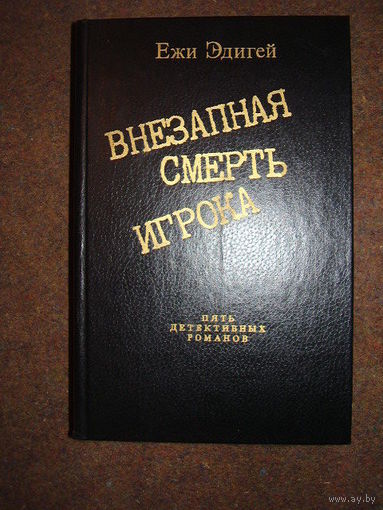 Ежи Эдигей
ВНЕЗАПНАЯ
СМЕРТЬ
ИГРОКА
ПЯТЬ
ДЕТЕКТИВНЫХ
РОМАНОВ
www.ay.by